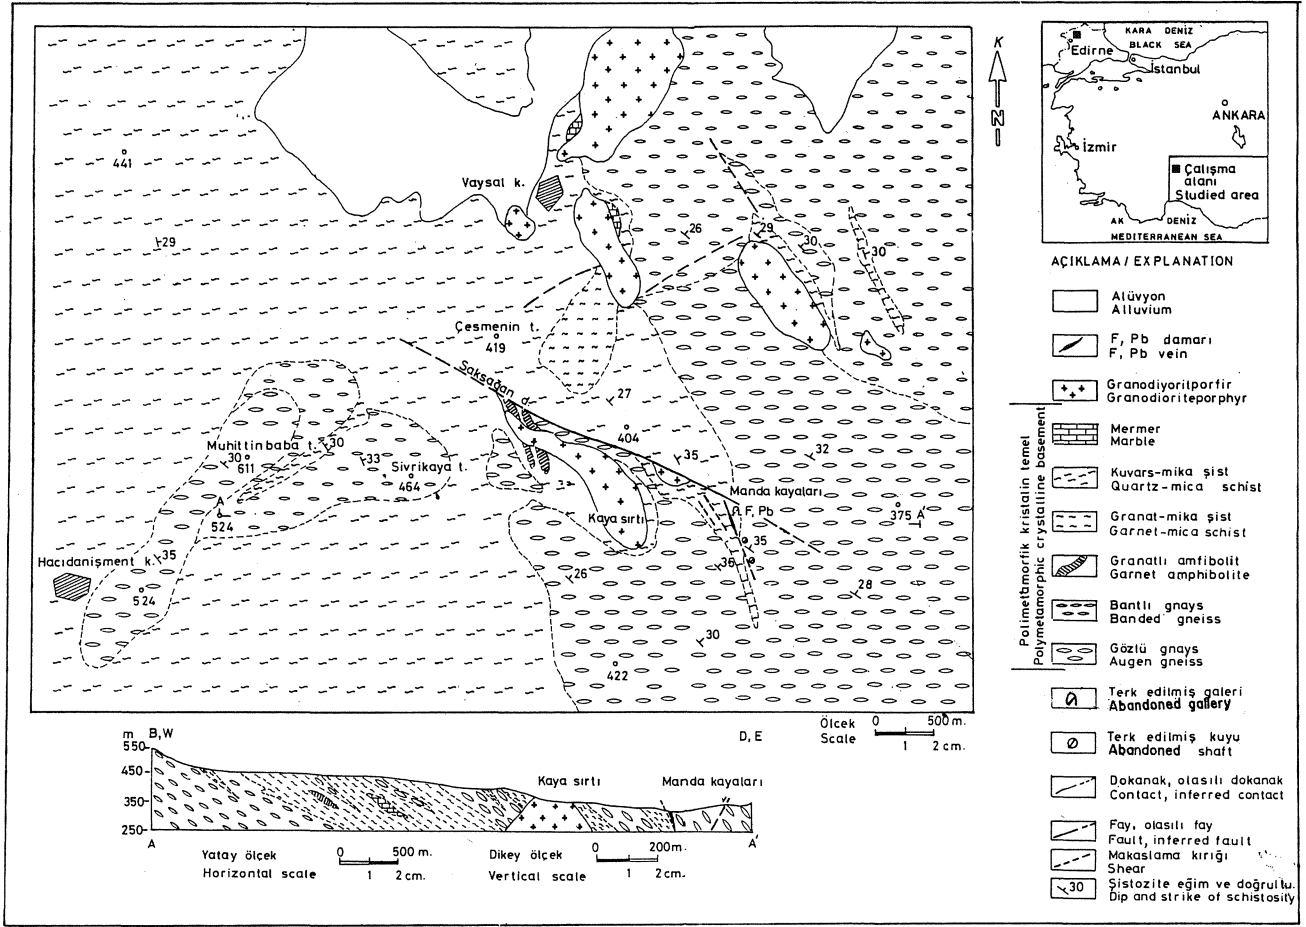 K
N
441
Vaysal k.
29
26
29
30
30
Çesmenin t.
419
Saksağan d.
27
404
Muhittinbaba t.
30
30
611
33
Sivrikaya t.
464
35
32
Manda kayaları
F, Pb
A
524
Kaya sırtı
375 A'
35
35
36
Hacıdanişment k.
524
26
28
30
422
Ölcek 0 500 m.
Scale 1 2 cm.
KARA DENİZ
BLACK SEA
Edirne
İstanbul
ANKARA
İzmir
Çalışma
alanı
Studied area
AK DENİZ
MEDITERRANEAN SEA
AÇIKLAMA / EXPLANATION
Alüvyon
Alluvium
F, Pb damarı
F, Pb vein
Granodiyoritporfir
Granodioriteporphyr
Polimetamorfik kristalin temel
Polymetamorphic crystalline basement
Mermer
Marble
Kuvars-mika şist
Quartz-mica schist
Granat-mika şist
Garnet-mica schist
Granatlı amfibolit
Garnet amphibolite
Bantlı gnays
Banded gneiss
Gözlü gnays
Augen gneiss
Terk edilmiş galeri
Abandoned gallery
Terk edilmiş kuyu
Abandoned shaft
Dokanak, olasılı dokanak
Contact, inferred contact
Fay, olasılı fay
Fault, inferred fault
Makaslama kırığı
Shear
30
Şistozite eğim ve doğrultu.
Dip and strike of schistosity
m B,W
D, E
550
450
350
250
Kaya sırtı
Manda kayaları
A
A'
Yatay ölçek 0 500 m.
Horizontal scale 1 2 cm.
Dikey ölçek 0 200m.
Vertical scale 1 2 cm.